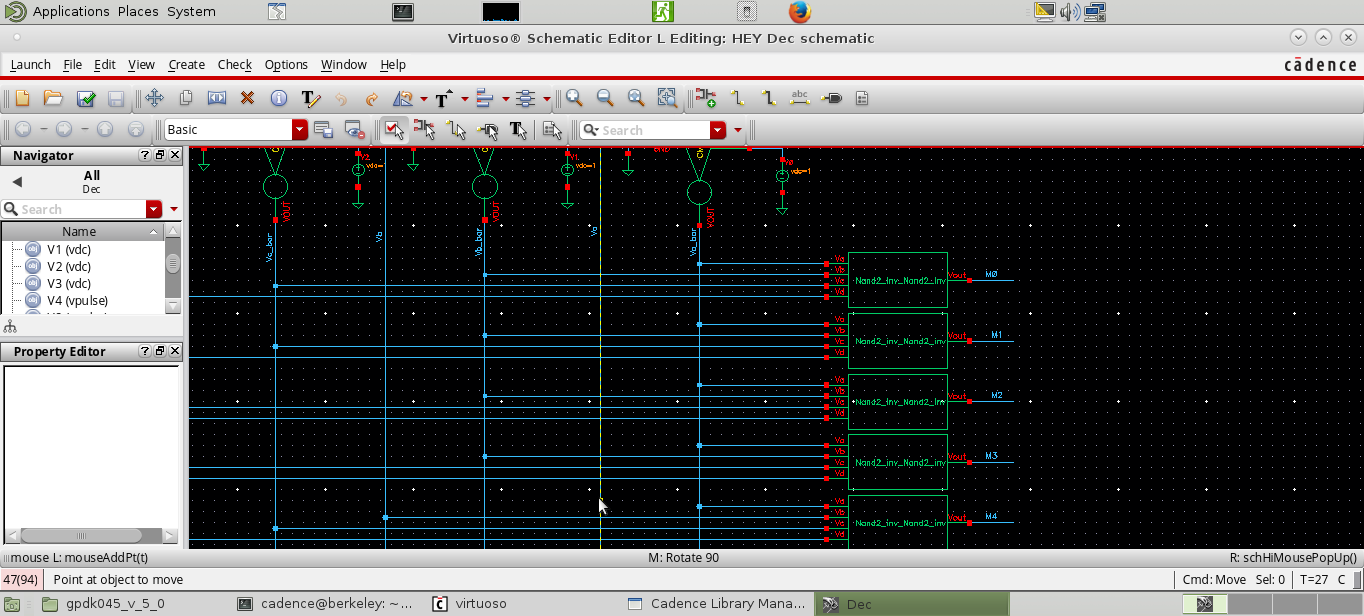 Applications Places System
Virtuoso® Schematic Editor L Editing: HEY Dec schematic
Launch File Edit View Create Check Options Window Help cādence
T T abc
Basic T Search
Navigator ?
All
Dec
Search
Name
V1 (vdc)
V2 (vdc)
V3 (vdc)
V4 (vpulse)
Property Editor ?
V2 vdc=1 V1 vdc=1 V0 vdc=1
VOUT VOUT VOUT
Vc_bar Vb Vb_bar Va Va_bar
Va
Vb
Vc
Vd
Nand2_inv_Nand2_inv Vout M0
Va
Vb
Vc
Vd
Nand2_inv_Nand2_inv Vout M1
Va
Vb
Vc
Vd
Nand2_inv_Nand2_inv Vout M2
Va
Vb
Vc
Vd
Nand2_inv_Nand2_inv Vout M3
Va
Vb
Vc
Vd
Nand2_inv_Nand2_inv Vout M4
mouse L: mouseAddPt(t) M: Rotate 90 R: schHiMousePopUp()
47(94) Point at object to move Cmd: Move Sel: 0 T=27 C
gpdk045_v_5_0 cadence@berkeley: ~... virtuoso Cadence Library Mana... Dec